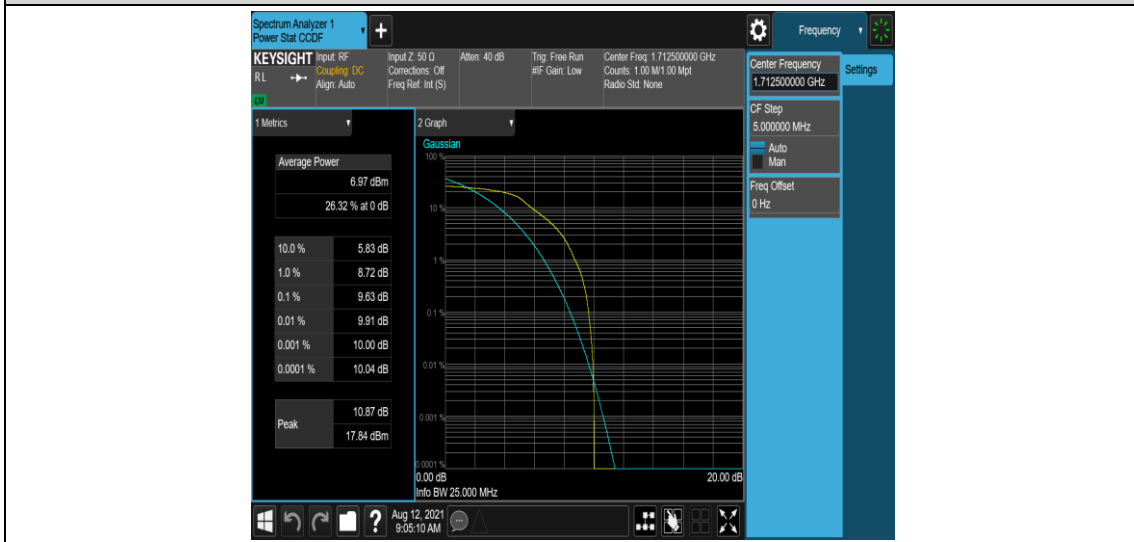 Spectrum Analyzer 1
Power Stat CCDF
+
Frequency
KEYSIGHT
RL
LXI
Input: RF
Coupling: DC
Align: Auto
Input Z: 50 Ω
Corrections: Off
Freq Ref: Int (S)
Atten: 40 dB
Trig: Free Run
#IF Gain: Low
Center Freq: 1.712500000 GHz
Counts: 1.00 M/1.00 Mpt
Radio Std: None
Center Frequency
1.712500000 GHz
Settings
CF Step
5.000000 MHz
Auto
Man
Freq Offset
0 Hz
1 Metrics
Average Power
6.97 dBm
26.32 % at 0 dB
10.0 % 5.83 dB
1.0 % 8.72 dB
0.1 % 9.63 dB
0.01 % 9.91 dB
0.001 % 10.00 dB
0.0001 % 10.04 dB
Peak
10.87 dB
17.84 dBm
2 Graph
Gaussian
100 %
10 %
1 %
0.1 %
0.01 %
0.001 %
0.0001 %
0.00 dB 20.00 dB
Info BW 25.000 MHz
?
Aug 12, 2021
9:05:10 AM